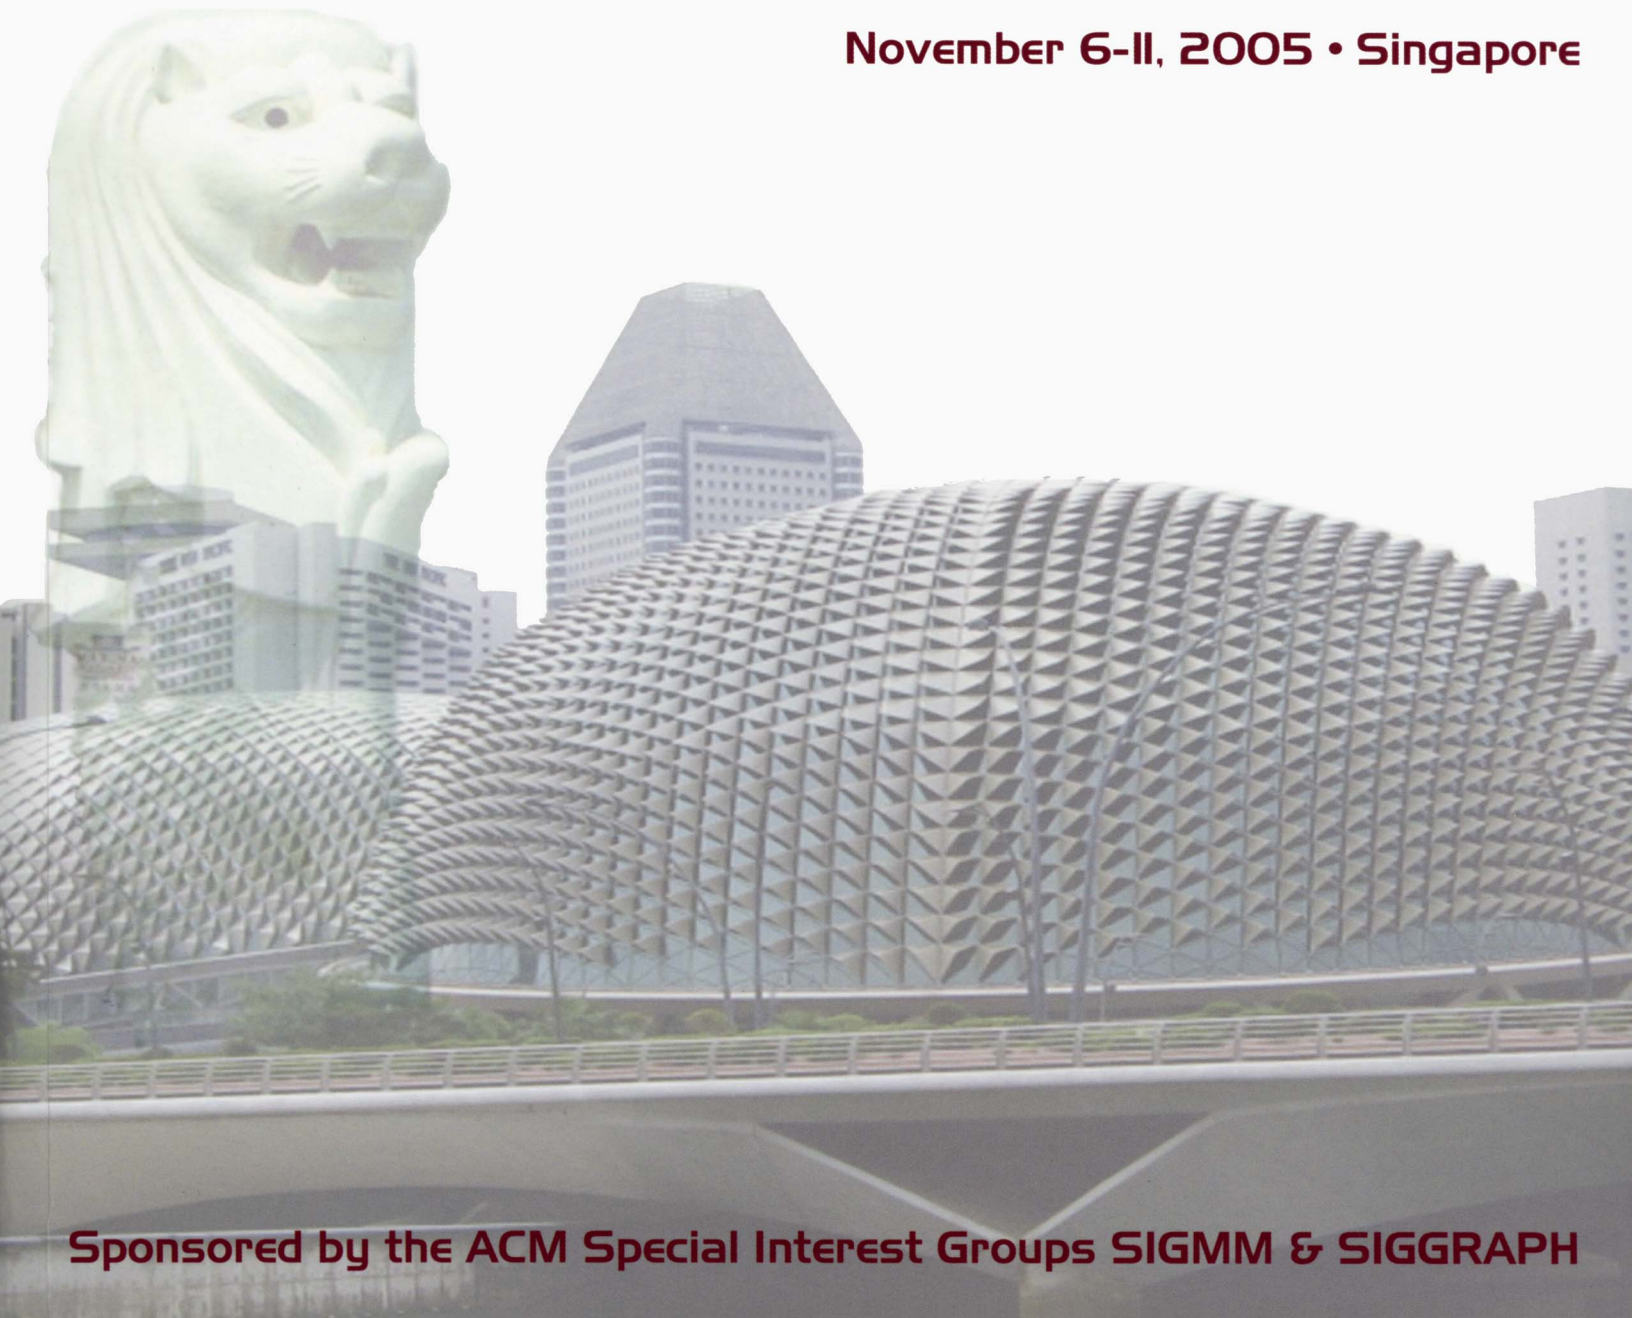 November 6-11, 2005 • Singapore
Sponsored by the ACM Special Interest Groups SIGMM & SIGGRAPH